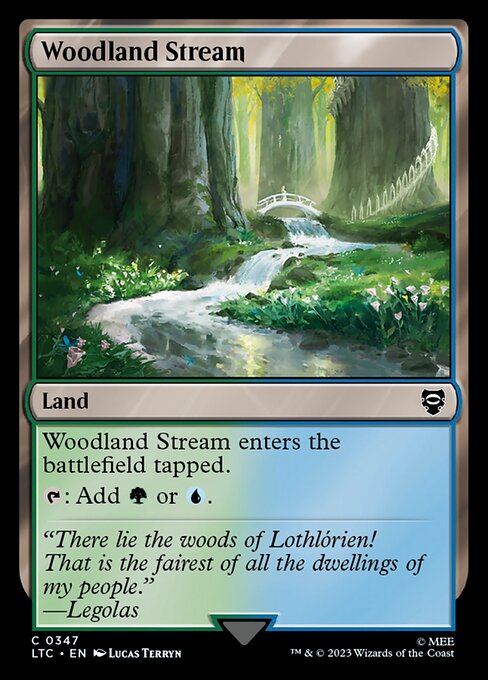 Woodland Stream
Land
Woodland Stream enters the
battlefield tapped.
: Add or .
“There lie the woods of Lothlórien!
That is the fairest of all the dwellings of
my people.”
—Legolas
C 0347
LTC • EN Lucas Terryn
© MEE
™ & © 2023 Wizards of the Coast